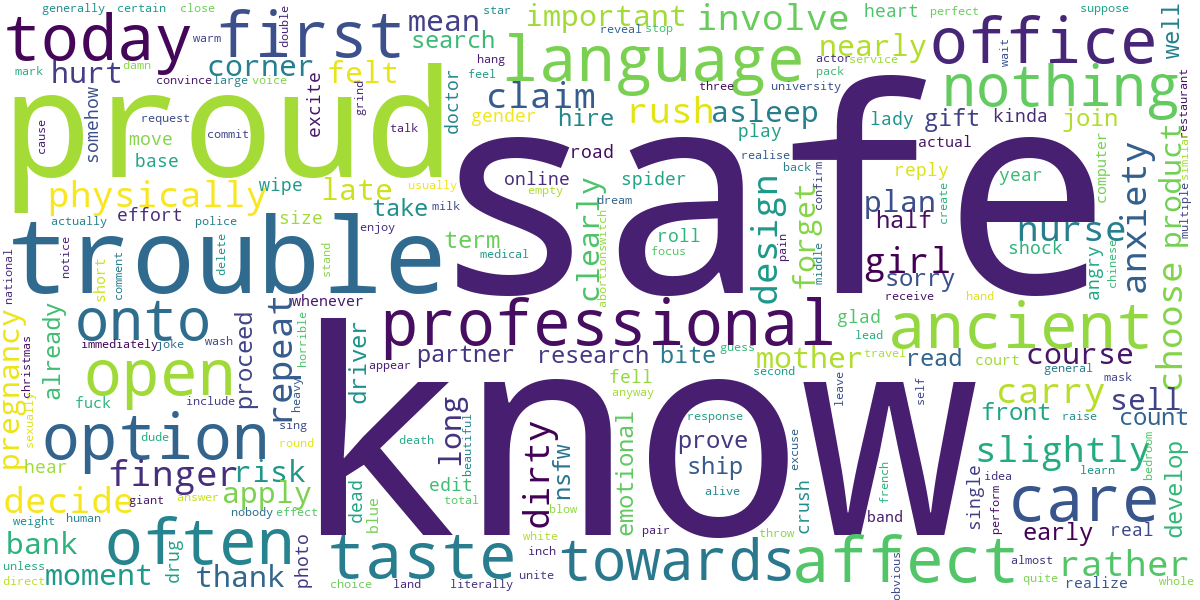 generally certain close
today first mean important involve heart perfect suppose
double star reveal stop
warm search language nearly office well
mark damn corner hang actor wait
hurt felt feel service nothing
convince large voice three university pack
proud excite grind doctor claim rush asleep lady gift kinda join restaurant
request gender hire actual
cause somehow commit talk play
move road safe
base realise back reply computer similar
physically wipe late usually online spider confirm year multiple
empty dream plan create product
actually effort police size take milk half nurse anxiety
trouble enjoy term roll clearly design forget shock
notice delete stand medical focus pain middle girl angry chinese
national short comment abortion switch sorry
onto whenever receive hand choose
already immediately joke wash professional glad lead ancient
pregnancy christmas repeat horrible driver partner research bite guess mother travel read court course
open proceed appear second general
fuck include heavy fell anyway leave self mask carry sell
sexually dude sing long death beautiful response front raise count
option round know prove excuse
hear finger risk dirty nsfw emotional ship french slightly bedroom
decide giant answer apply edit alive crush single idea learn develop
weight human nobody effect dead blue total blow band perform care
bank drug photo white pair throw early real
unless often taste inch towards affect almost rather
direct moment thank choice land literally unite obvious quite realize whole